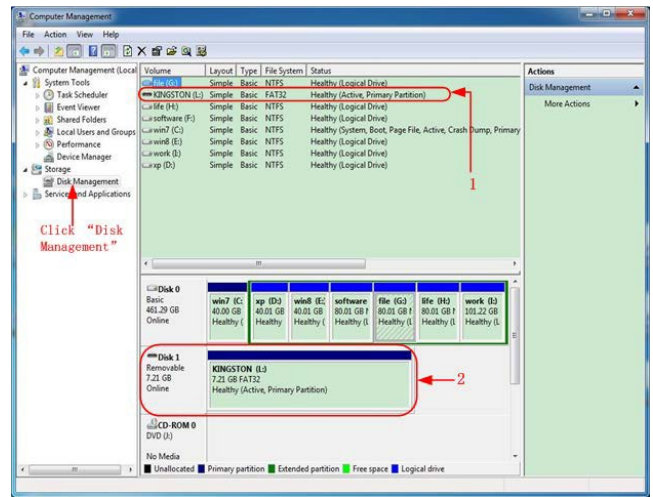 Computer Management
File Action View Help
Computer Management (Local
System Tools
Task Scheduler
Event Viewer
Shared Folders
Local Users and Groups
Performance
Device Manager
Storage
Disk Management
Services and Applications
Click “Disk
Management”
Volume Layout Type File System Status
file (G:) Simple Basic NTFS Healthy (Logical Drive)
KINGSTON (L:) Simple Basic FAT32 Healthy (Active, Primary Partition)
life (H:) Simple Basic NTFS Healthy (Logical Drive)
software (F:) Simple Basic NTFS Healthy (Logical Drive)
win7 (C:) Simple Basic NTFS Healthy (System, Boot, Page File, Active, Crash Dump, Primary
win8 (E:) Simple Basic NTFS Healthy (Logical Drive)
work (I:) Simple Basic NTFS Healthy (Logical Drive)
xp (D:) Simple Basic NTFS Healthy (Logical Drive)
1
Actions
Disk Management
More Actions
Disk 0
Basic
461.29 GB
Online
win7 (C:
40.00 GB
Healthy (
xp (D:)
40.01 GB
Healthy
win8 (E:
40.01 GB
Healthy (
software
80.01 GB
Healthy (L
file (G:)
80.01 GB
Healthy (L
life (H:)
80.01 GB
Healthy (L
work (I:)
101.22 GB
Healthy (L
Disk 1
Removable
7.21 GB
Online
KINGSTON (L:)
7.21 GB FAT32
Healthy (Active, Primary Partition)
2
CD-ROM 0
DVD (J:)
No Media
Unallocated Primary partition Extended partition Free space Logical drive